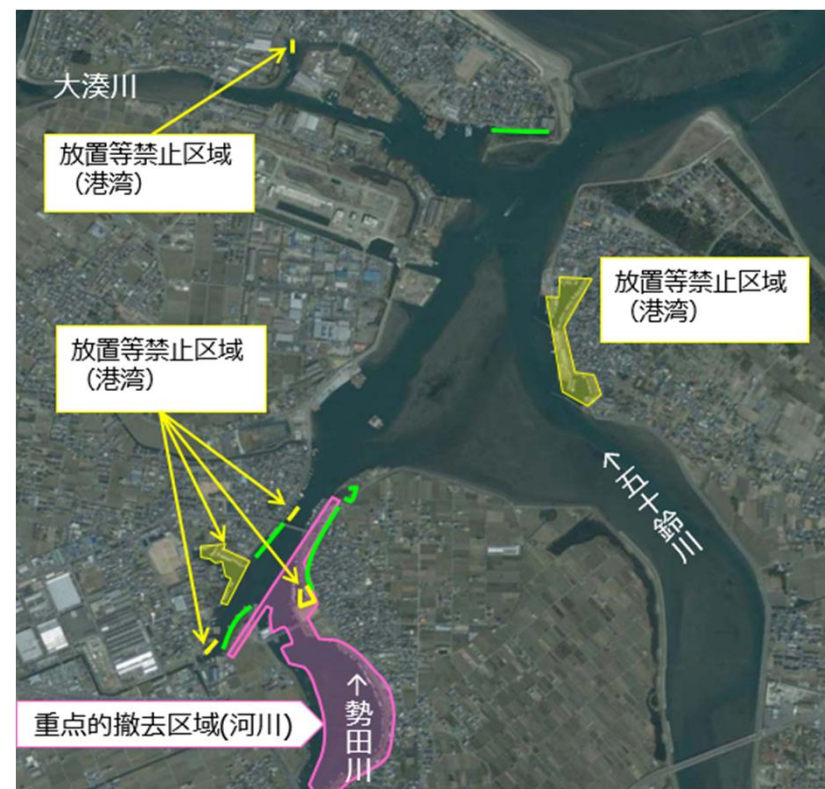 大湊川
放置等禁止区域
（港湾）
放置等禁止区域
（港湾）
放置等禁止区域
（港湾）
↑五十鈴川
重点的撤去区域(河川)
↑勢田川